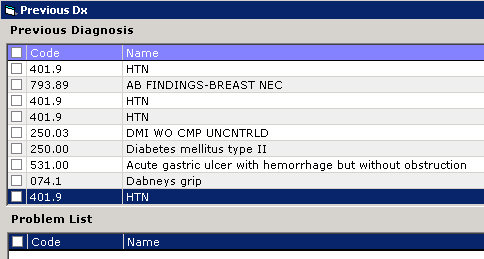 Previous Dx
Previous Diagnosis
Code Name
401.9 HTN
793.89 AB FINDINGS-BREAST NEC
401.9 HTN
401.9 HTN
250.03 DMI WO CMP UNCNTRLD
250.00 Diabetes mellitus type II
531.00 Acute gastric ulcer with hemorrhage but without obstruction
074.1 Dabneys grip
401.9 HTN
Problem List
Code Name